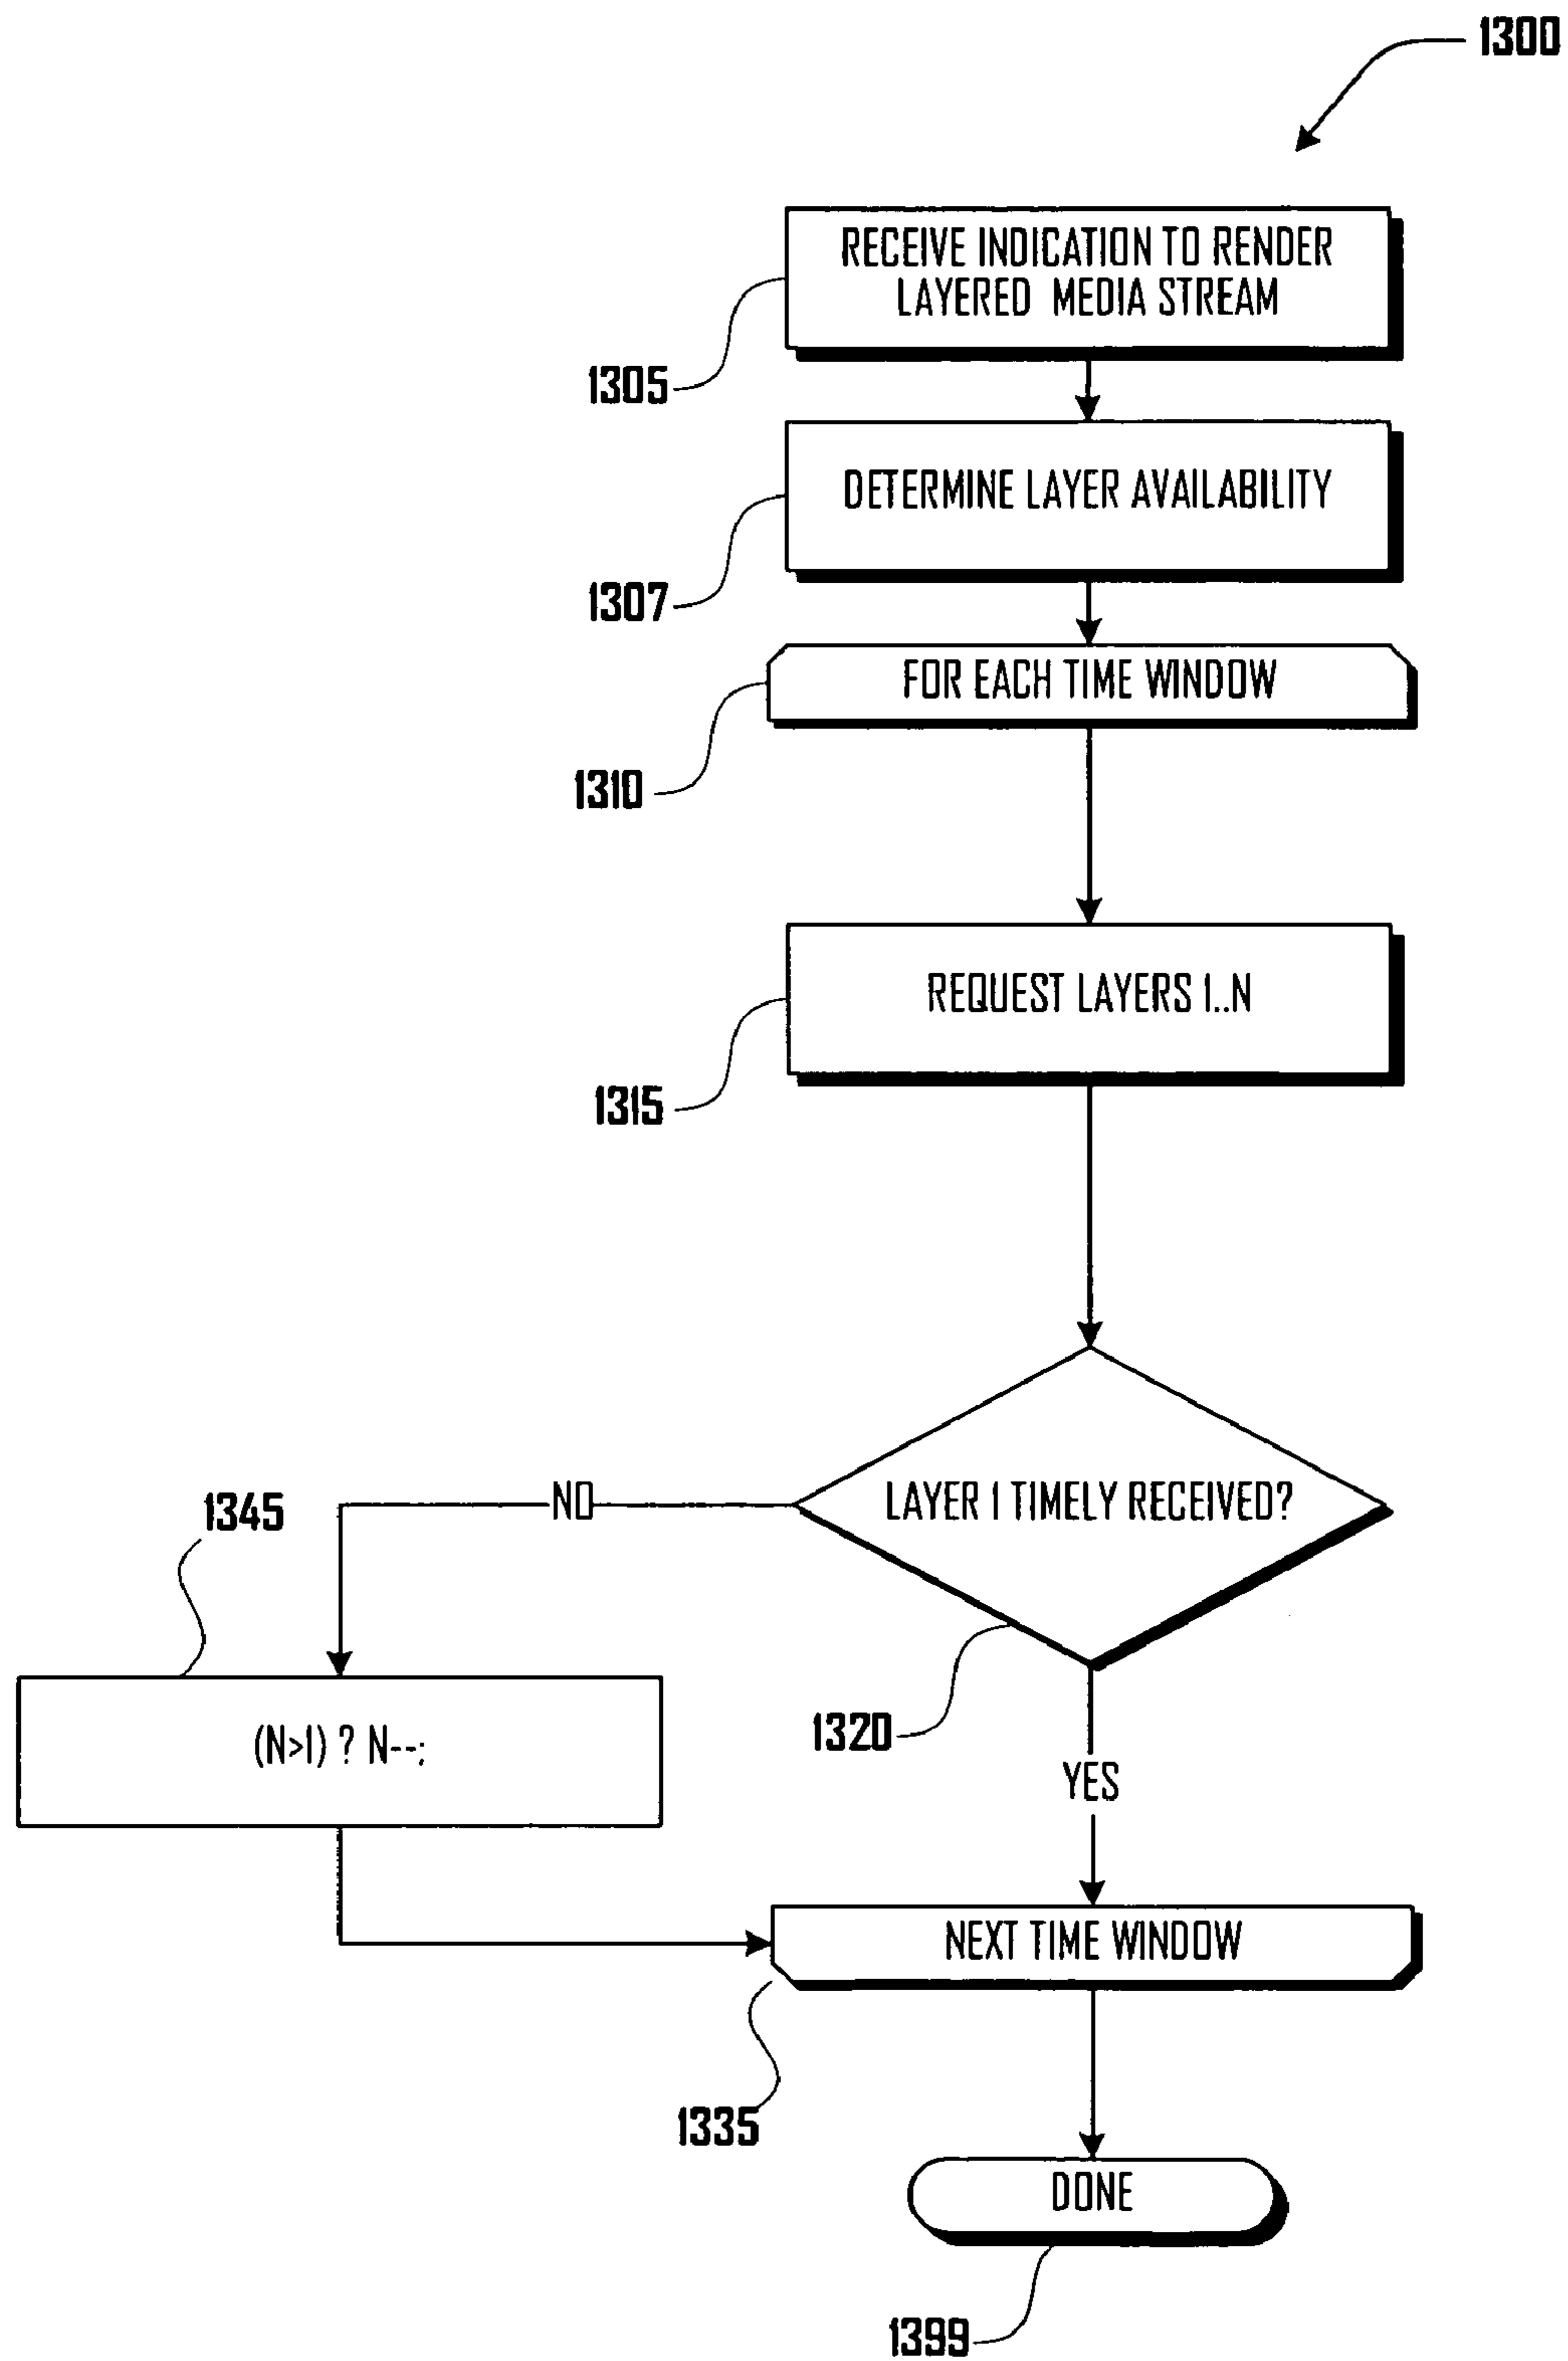 1300
RECEIVE INDICATION TO RENDER
LAYERED MEDIA STREAM
1305
DETERMINE LAYER AVAILABILITY
1307
FOR EACH TIME WINDOW
1310
REQUEST LAYERS 1..N
1315
LAYER 1 TIMELY RECEIVED?
NO
1345
1320
(N>1) ? N--;
YES
NEXT TIME WINDOW
1335
DONE
1399